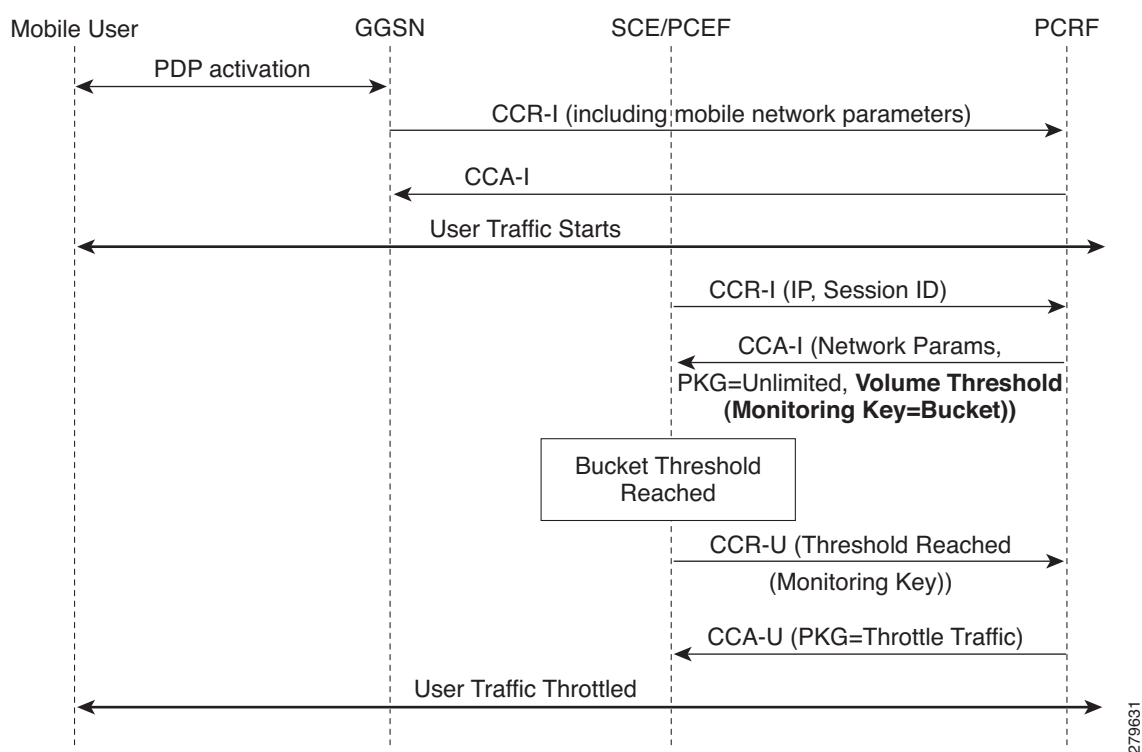 Mobile User
GGSN
SCE/PCEF
PCRF
PDP activation
CCR-I (including mobile network parameters)
CCA-I
User Traffic Starts
CCR-I (IP, Session ID)
CCA-I (Network Params,
PKG=Unlimited, Volume Threshold
(Monitoring Key=Bucket))
Bucket Threshold
Reached
CCR-U (Threshold Reached
(Monitoring Key))
CCA-U (PKG=Throttle Traffic)
User Traffic Throttled
279631